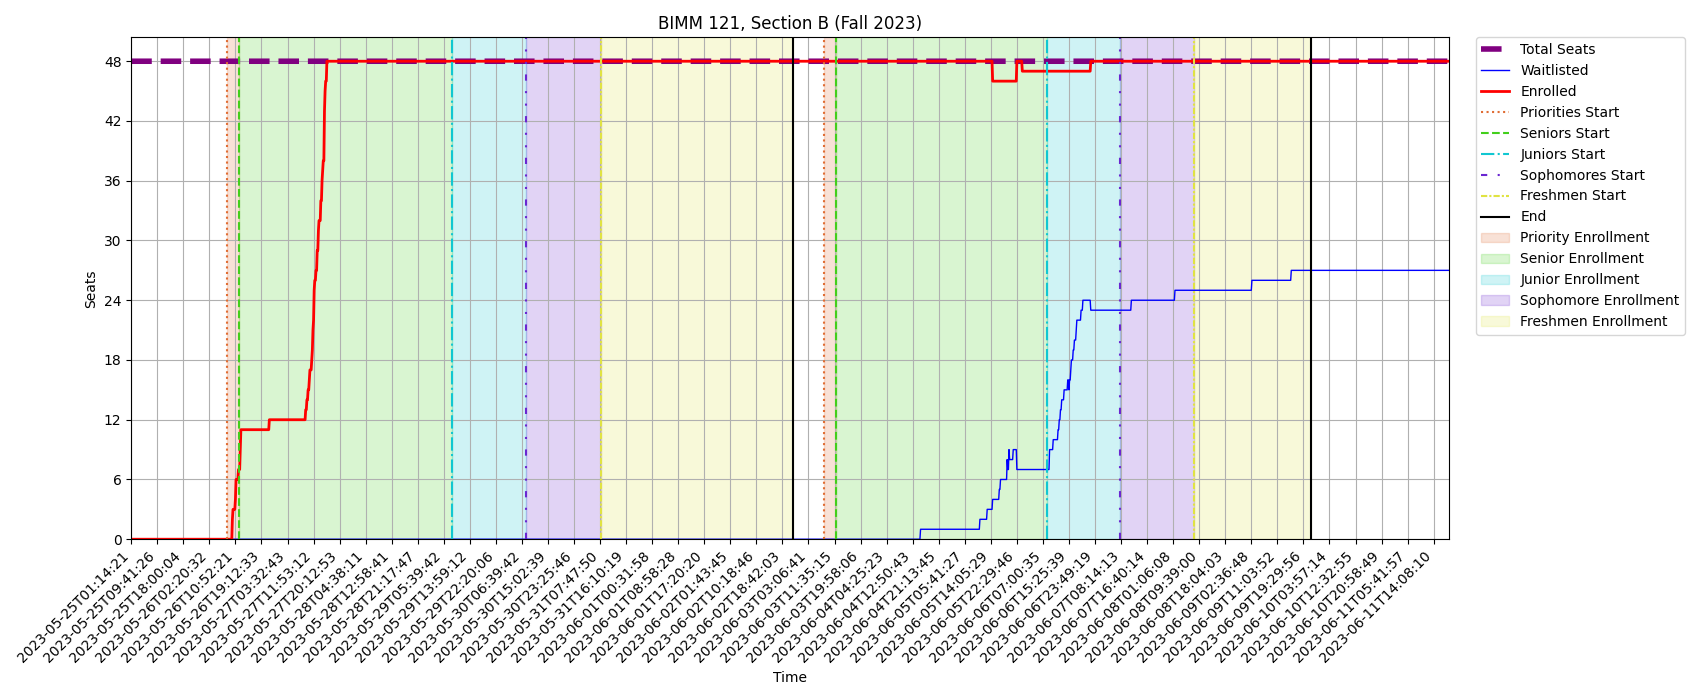 BIMM 121, Section B (Fall 2023)
48
42
36
30
24
18
12
6
0
Seats
2023-05-25T01:14:21
2023-05-25T09:41:26
2023-05-25T18:00:04
2023-05-26T02:20:32
2023-05-26T10:52:21
2023-05-26T19:12:33
2023-05-27T03:32:43
2023-05-27T11:53:12
2023-05-27T20:12:53
2023-05-28T04:38:11
2023-05-28T12:58:41
2023-05-28T21:17:47
2023-05-29T05:39:42
2023-05-29T13:59:12
2023-05-29T22:20:06
2023-05-30T06:39:42
2023-05-30T15:02:39
2023-05-30T23:25:46
2023-05-31T07:47:50
2023-05-31T16:10:19
2023-06-01T00:31:58
2023-06-01T08:58:28
2023-06-01T17:20:20
2023-06-02T01:43:45
2023-06-02T10:18:46
2023-06-02T18:42:03
2023-06-03T03:06:41
2023-06-03T11:35:15
2023-06-03T19:58:06
2023-06-04T04:25:23
2023-06-04T12:50:43
2023-06-04T21:13:45
2023-06-05T05:41:27
2023-06-05T14:05:29
2023-06-05T22:29:46
2023-06-06T07:00:35
2023-06-06T15:25:39
2023-06-06T23:49:19
2023-06-07T08:14:13
2023-06-07T16:40:14
2023-06-08T01:06:08
2023-06-08T09:39:00
2023-06-08T18:04:03
2023-06-09T02:36:48
2023-06-09T11:03:52
2023-06-09T19:29:56
2023-06-10T03:57:14
2023-06-10T12:32:55
2023-06-10T20:58:49
2023-06-11T05:41:57
2023-06-11T14:08:10
Time
Total Seats
Waitlisted
Enrolled
Priorities Start
Seniors Start
Juniors Start
Sophomores Start
Freshmen Start
End
Priority Enrollment
Senior Enrollment
Junior Enrollment
Sophomore Enrollment
Freshmen Enrollment